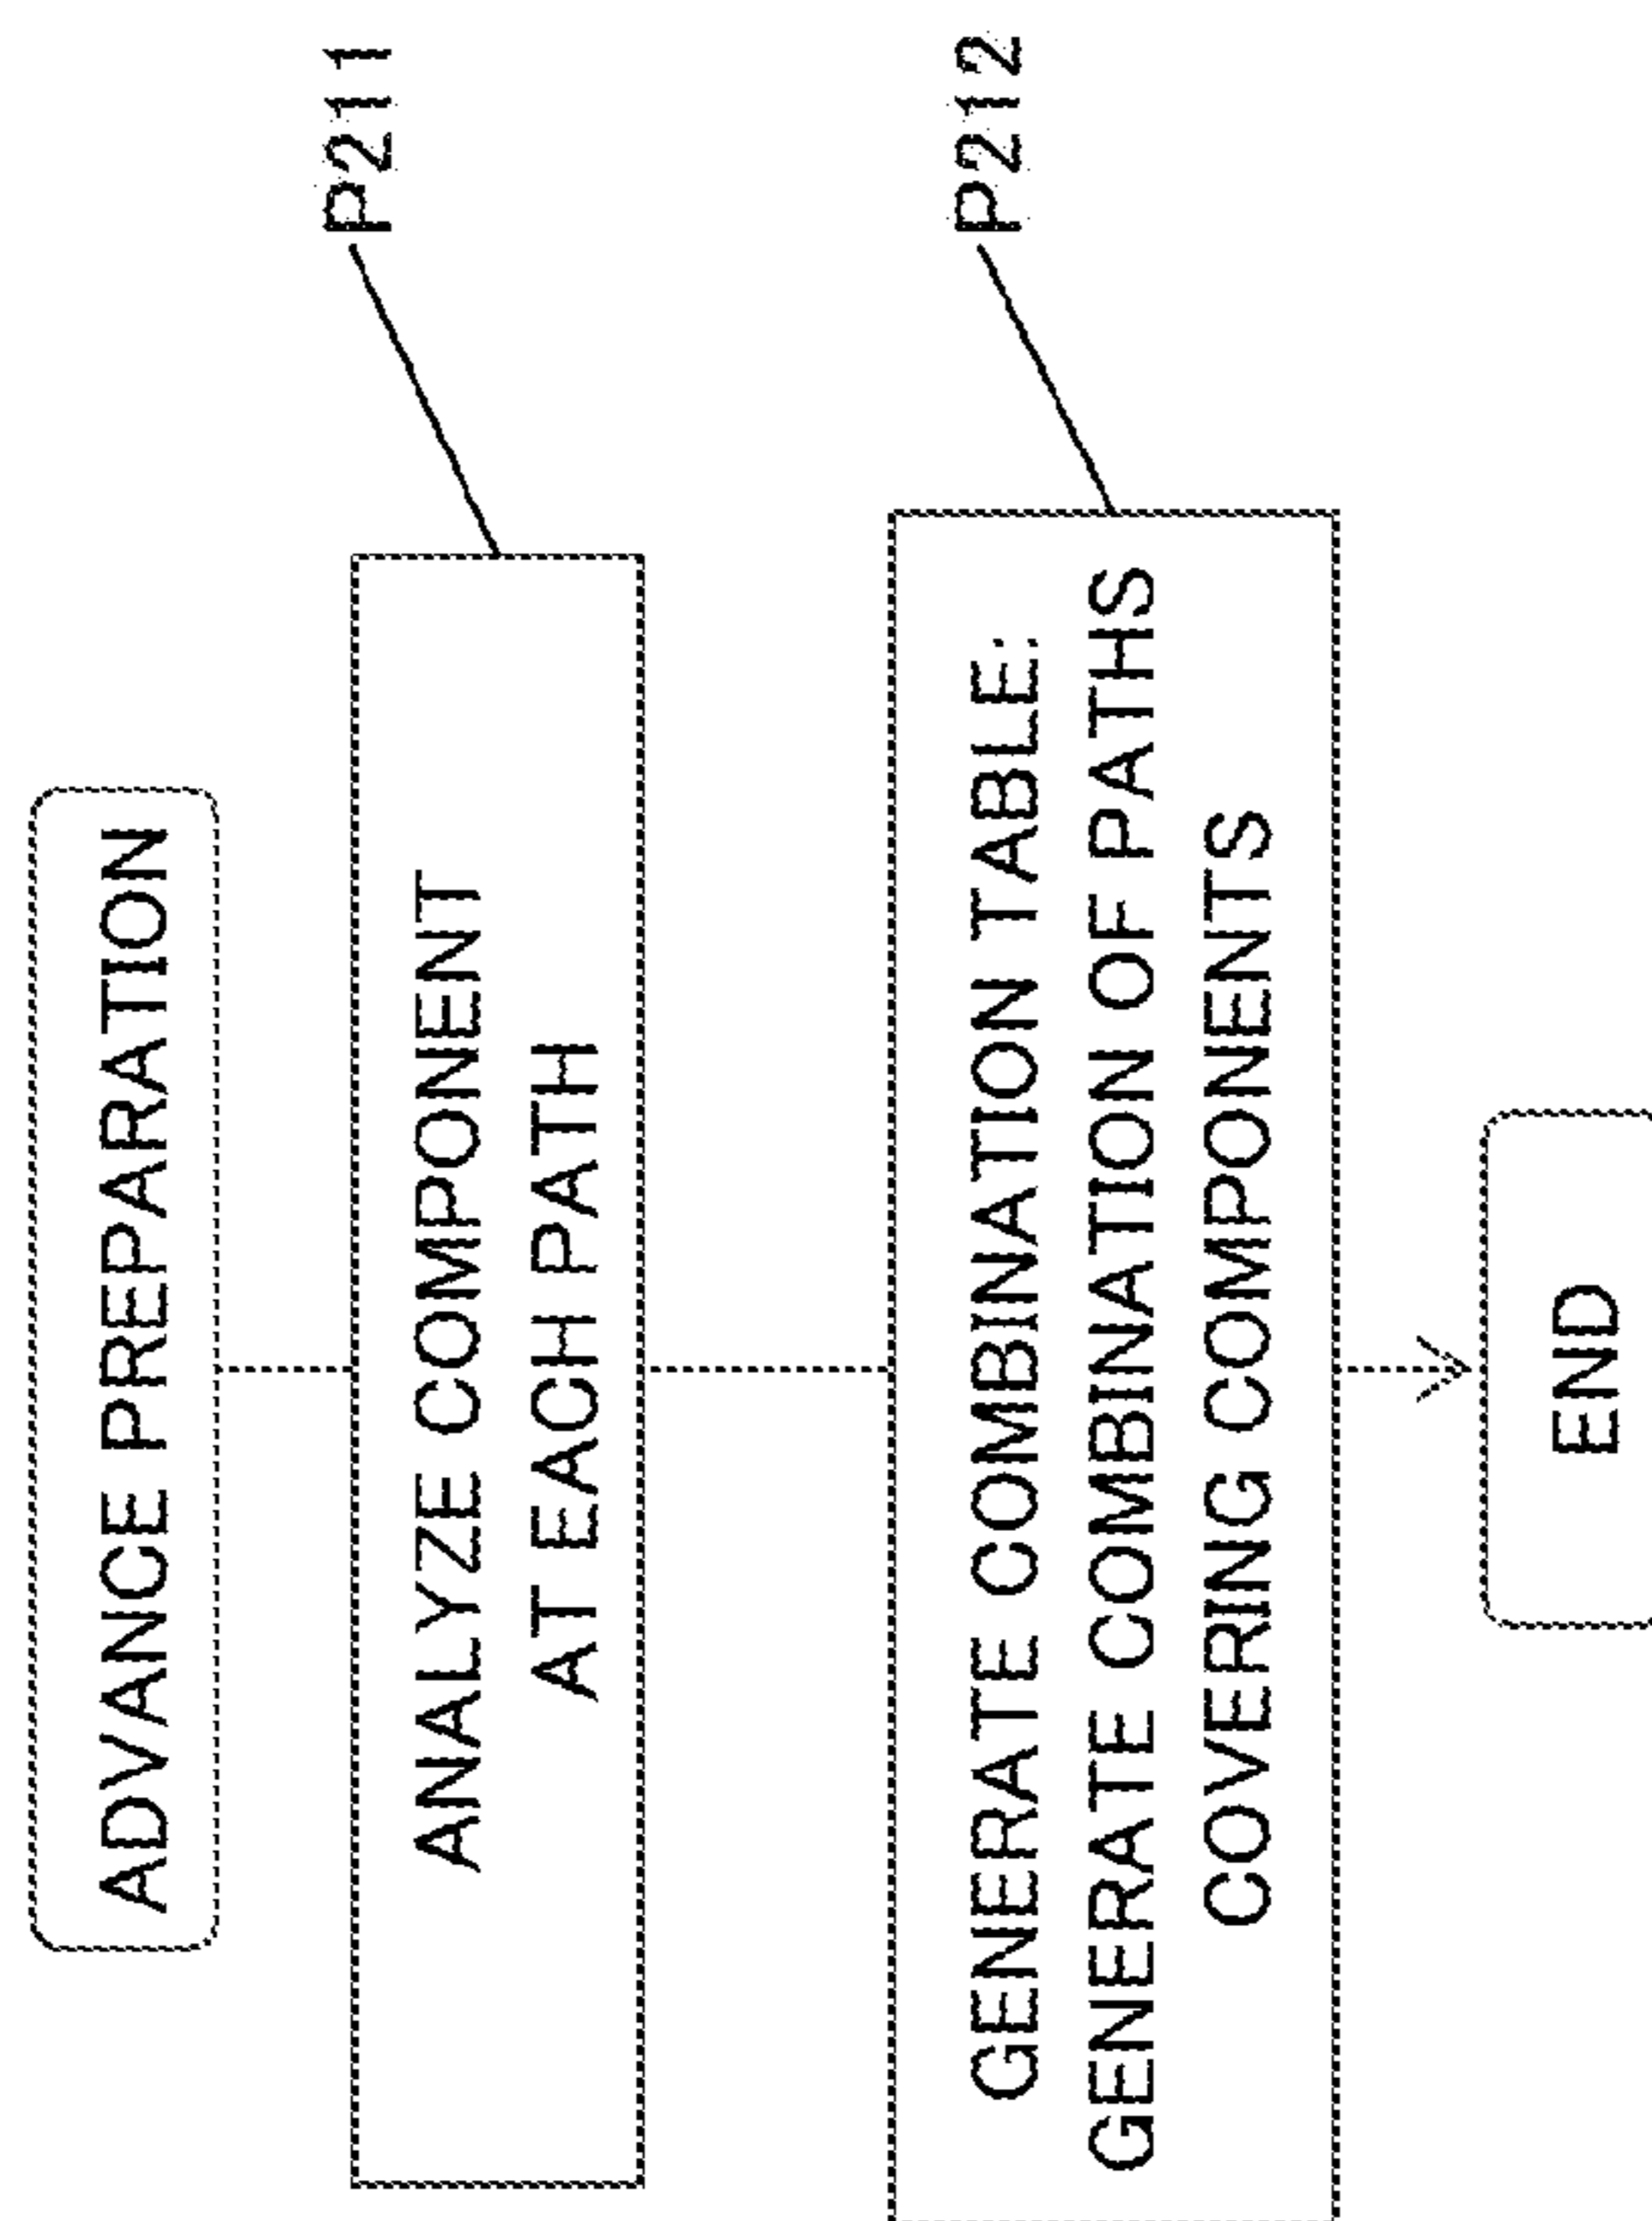 ADVANCE PREPARATION
P211
ANALYZE COMPONENT
AT EACH PATH
P212
GENERATE COMBINATION TABLE:
GENERATE COMBINATION OF PATHS
COVERING COMPONENTS
END